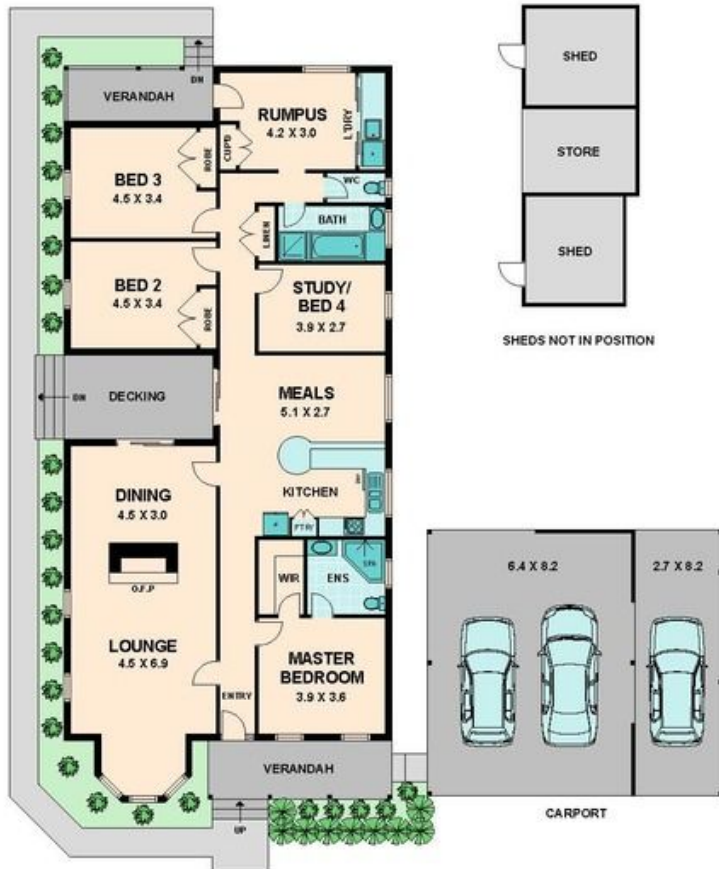 SHED
STORE
SHED
SHEDS NOT IN POSITION
DN
VERANDAH
RUMPUS
4.2 X 3.0
L'DRY
CUP'D
ROBE
BED 3
4.5 X 3.4
WC
BATH
LINEN
BED 2
4.5 X 3.4
ROBE
STUDY/
BED 4
3.9 X 2.7
DN
DECKING
MEALS
5.1 X 2.7
KITCHEN
DINING
4.5 X 3.0
O.F.P
WIR
ENS
SPA
LOUNGE
4.5 X 6.9
MASTER
BEDROOM
3.9 X 3.6
ENTRY
VERANDAH
UP
6.4 X 8.2
2.7 X 8.2
CARPORT